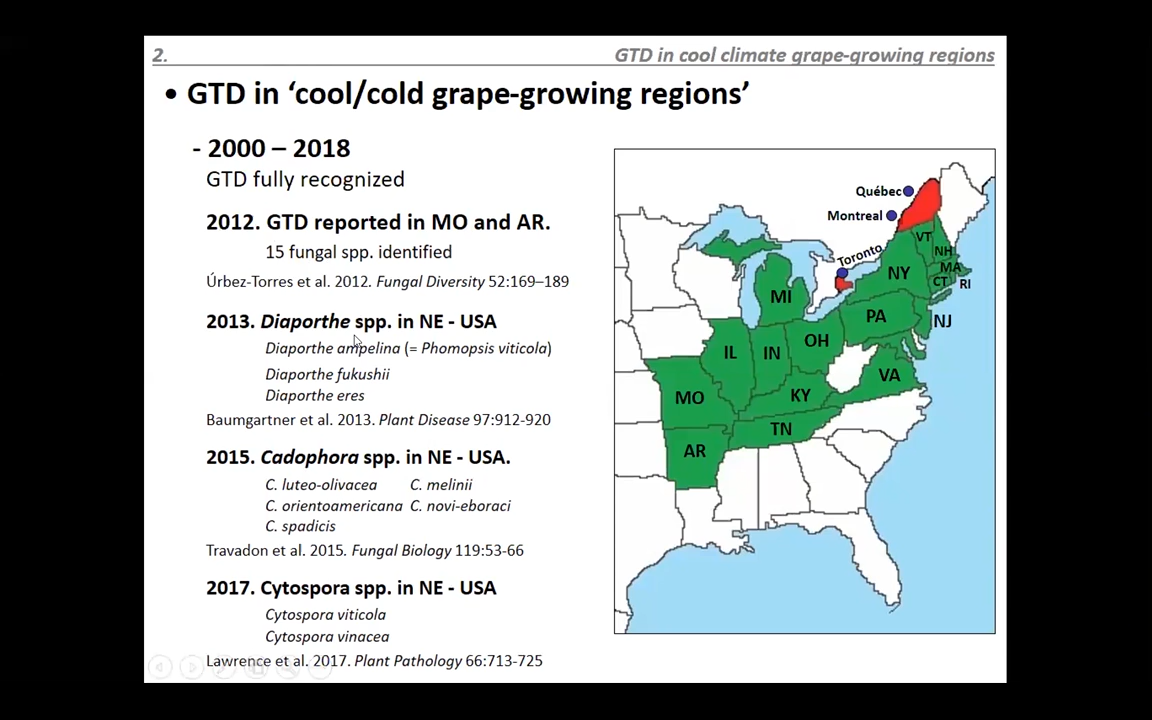 2.
GTD in cool climate grape-growing regions
• GTD in ‘cool/cold grape-growing regions’
- 2000 – 2018
GTD fully recognized
2012. GTD reported in MO and AR.
15 fungal spp. identified
Úrbez-Torres et al. 2012. Fungal Diversity 52:169–189
2013. Diaporthe spp. in NE - USA
Diaporthe ampelina (= Phomopsis viticola)
Diaporthe fukushii
Diaporthe eres
Baumgartner et al. 2013. Plant Disease 97:912-920
2015. Cadophora spp. in NE - USA.
C. luteo-olivacea C. melinii
C. orientoamericana C. novi-eboraci
C. spadicis
Travadon et al. 2015. Fungal Biology 119:53-66
2017. Cytospora spp. in NE - USA
Cytospora viticola
Cytospora vinacea
Lawrence et al. 2017. Plant Pathology 66:713-725
Québec
Montreal
Toronto
VT
NH
MA
CT
RI
NY
MI
PA
NJ
OH
IL
IN
VA
MO
KY
TN
AR